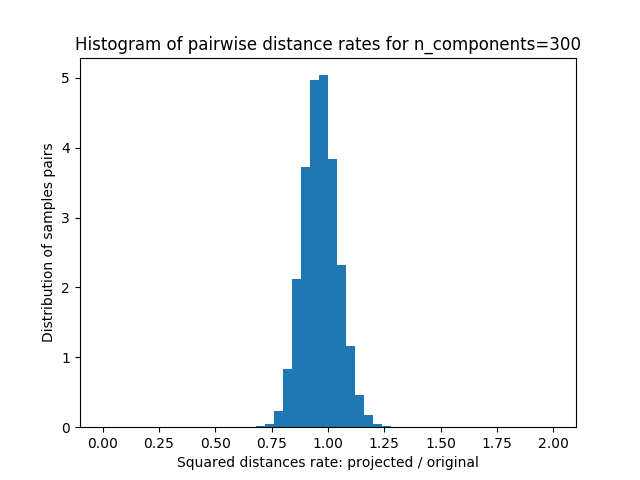 Histogram of pairwise distance rates for n_components=300
Distribution of samples pairs
5
4
3
2
1
0
0.00 0.25 0.50 0.75 1.00 1.25 1.50 1.75 2.00
Squared distances rate: projected / original